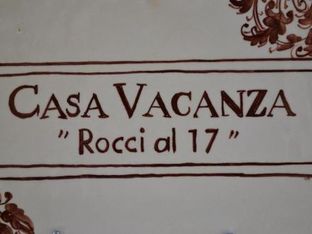 CASA VACANZA
" Rocci al 17 "